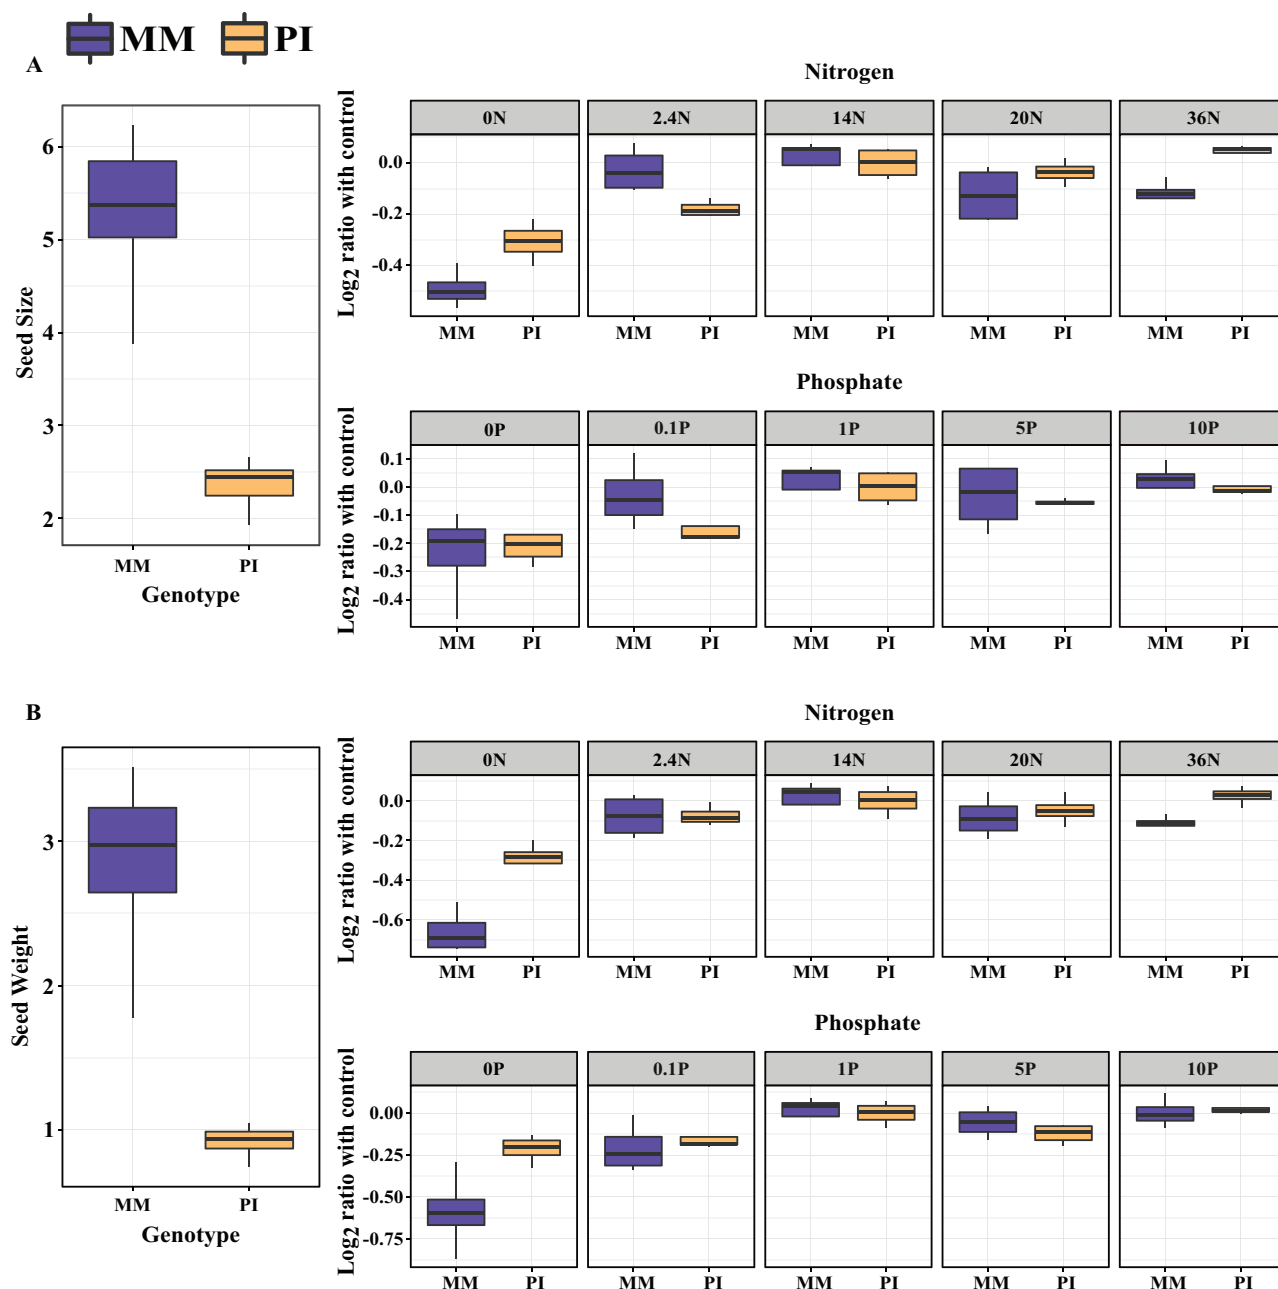 MM PI
A
Nitrogen
0N 2.4N 14N 20N 36N
Log2 ratio with control
0.0
-0.2
-0.4
MM PI MM PI MM PI MM PI MM PI
Seed Size
6
5
4
3
2
MM PI
Genotype
Phosphate
0P 0.1P 1P 5P 10P
Log2 ratio with control
0.1
0.0
-0.1
-0.2
-0.3
-0.4
MM PI MM PI MM PI MM PI MM PI
B
Nitrogen
0N 2.4N 14N 20N 36N
Log2 ratio with control
0.0
-0.2
-0.4
-0.6
MM PI MM PI MM PI MM PI MM PI
Seed Weight
3
2
1
MM PI
Genotype
Phosphate
0P 0.1P 1P 5P 10P
Log2 ratio with control
0.00
-0.25
-0.50
-0.75
MM PI MM PI MM PI MM PI MM PI